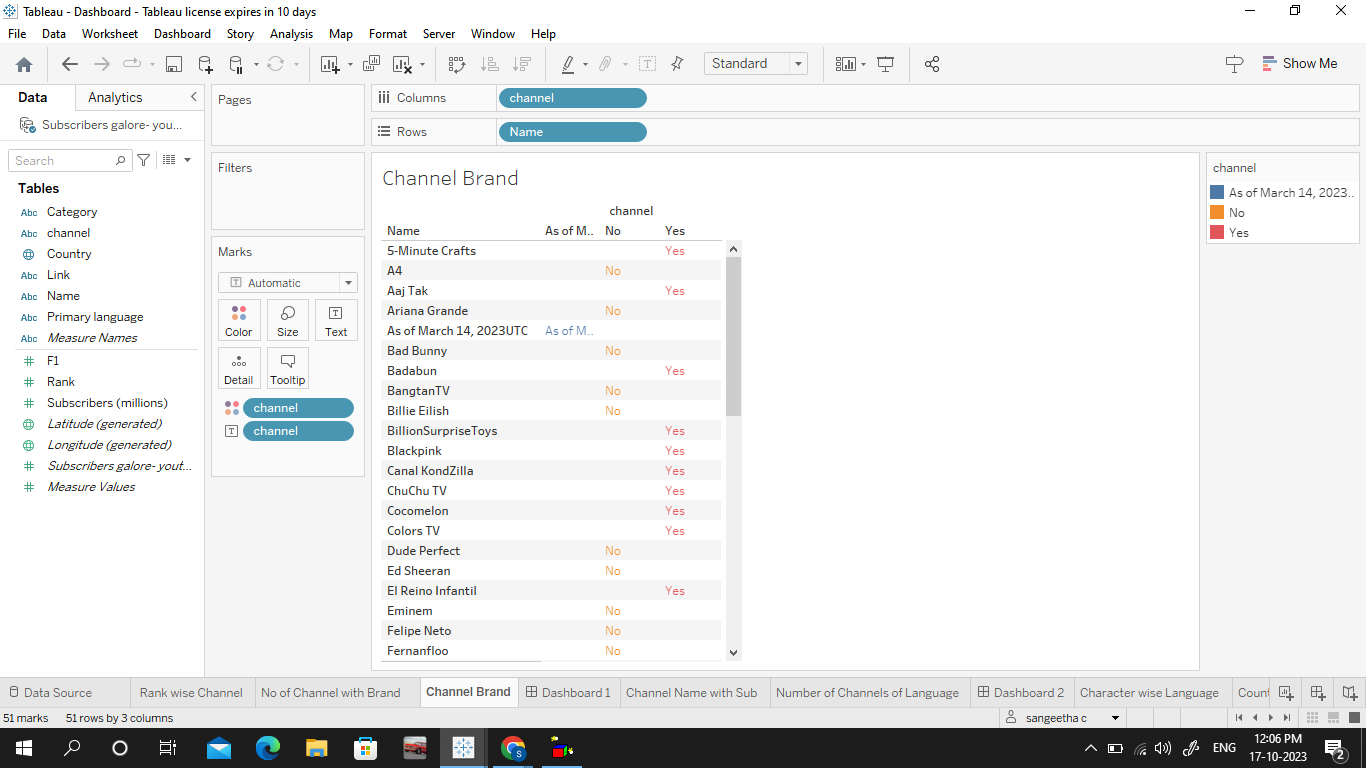 Tableau - Dashboard - Tableau license expires in 10 days
File Data Worksheet Dashboard Story Analysis Map Format Server Window Help
Standard
Show Me
Data Analytics
Subscribers galore- you...
Search
Tables
Abc Category
Abc channel
Country
Abc Link
Abc Name
Abc Primary language
Abc Measure Names
F1
Rank
Subscribers (millions)
Latitude (generated)
Longitude (generated)
Subscribers galore- yout...
Measure Values
Pages
Filters
Marks
Automatic
Color Size Text
Detail Tooltip
channel
channel
Columns channel
Rows Name
Channel Brand
channel
Name As of M.. No Yes
5-Minute Crafts Yes
A4 No
Aaj Tak Yes
Ariana Grande No
As of March 14, 2023UTC As of M..
Bad Bunny No
Badabun Yes
BangtanTV No
Billie Eilish No
BillionSurpriseToys Yes
Blackpink Yes
Canal KondZilla Yes
ChuChu TV Yes
Cocomelon Yes
Colors TV Yes
Dude Perfect No
Ed Sheeran No
El Reino Infantil Yes
Eminem No
Felipe Neto No
Fernanfloo No
channel
As of March 14, 2023..
No
Yes
Data Source Rank wise Channel No of Channel with Brand Channel Brand Dashboard 1 Channel Name with Sub Number of Channels of Language Dashboard 2 Character wise Language Count
51 marks 51 rows by 3 columns
sangeetha c
ENG
12:06 PM
17-10-2023
2